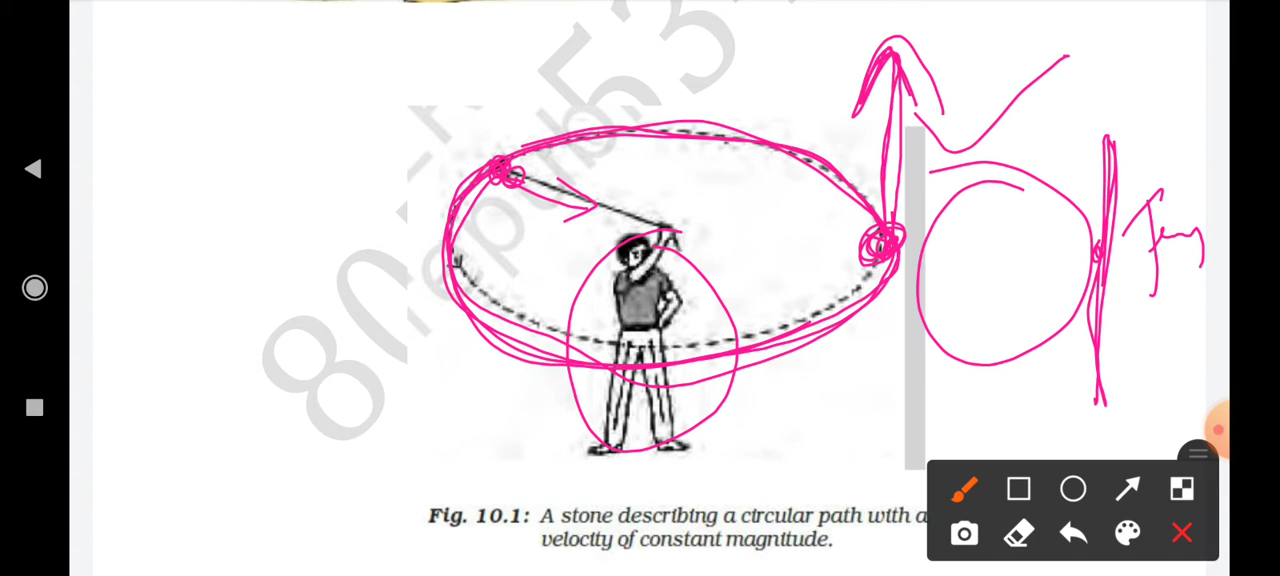 Fig. 10.1: A stone describing a circular path with a
velocity of constant magnitude.